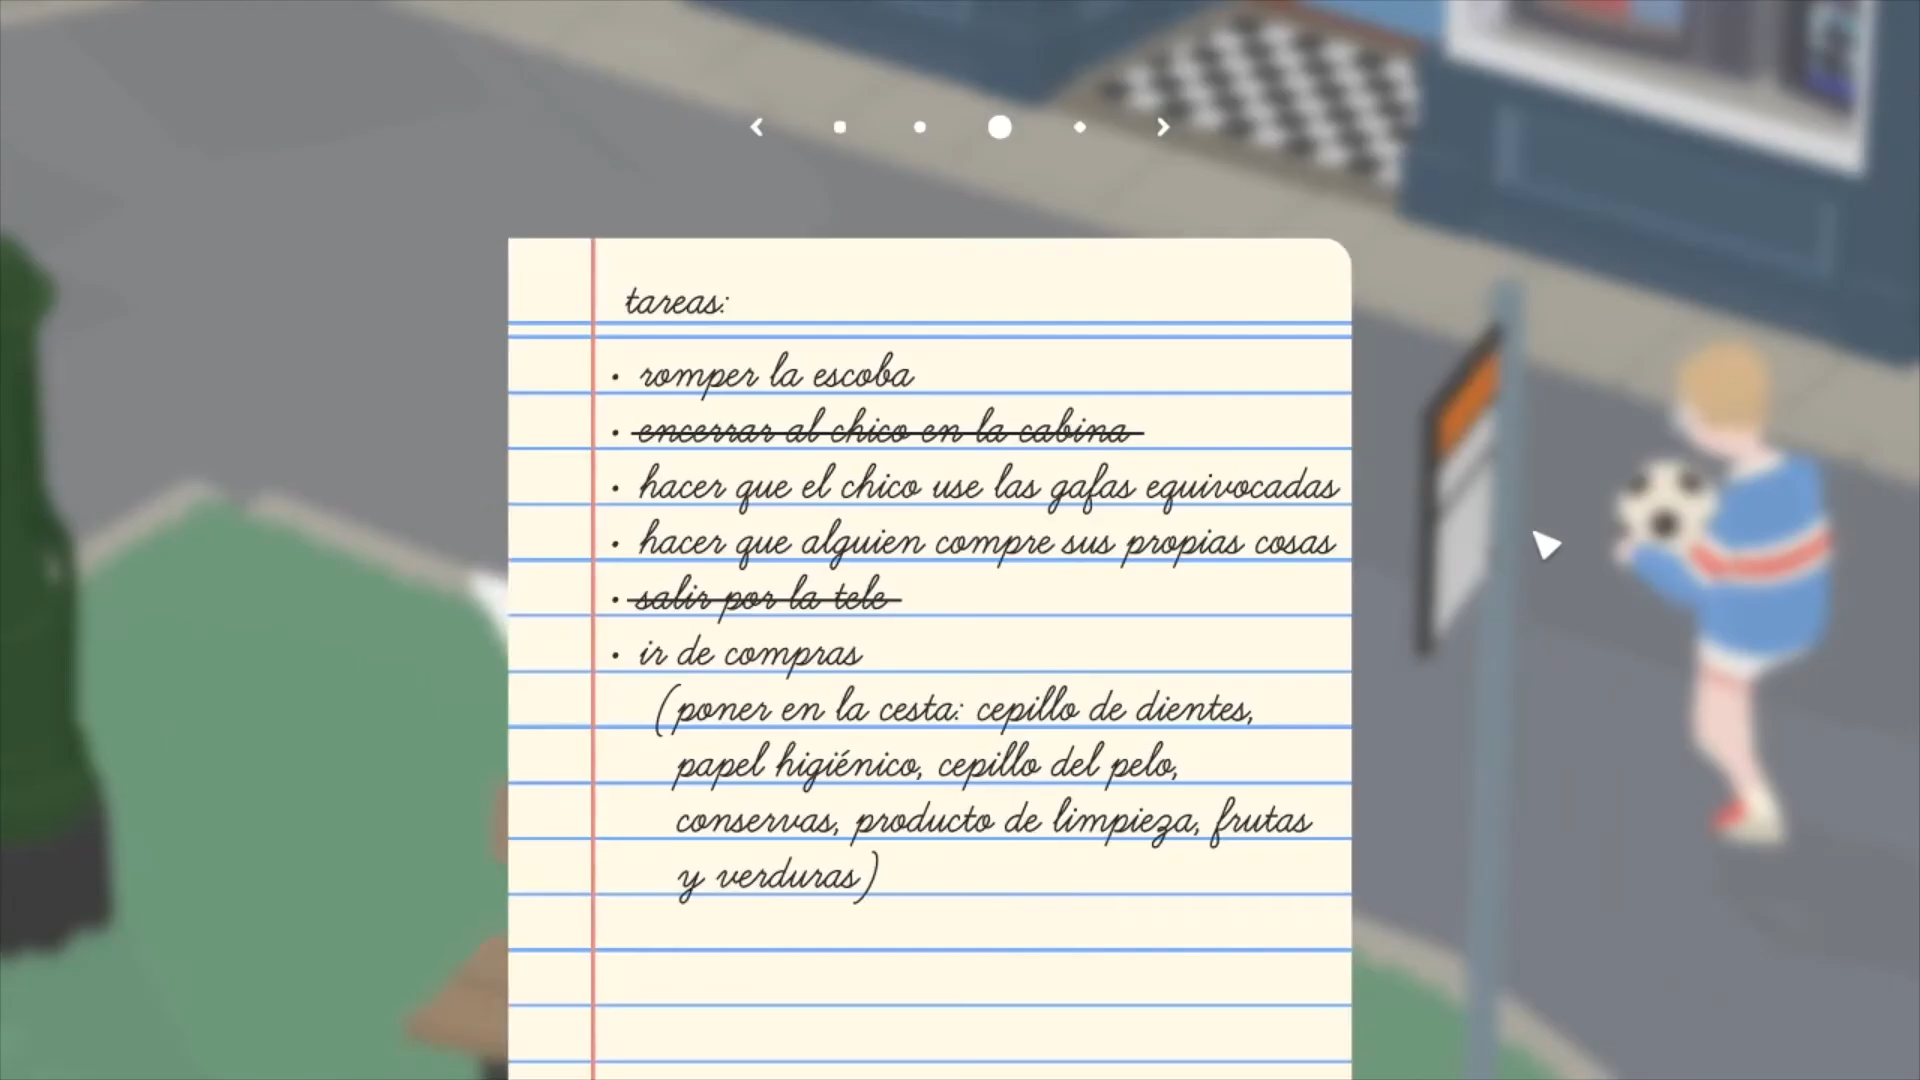 tareas:
• romper la escoba
• encerrar al chico en la cabina
• hacer que el chico use las gafas equivocadas
• hacer que alguien compre sus propias cosas
• salir por la tele
• ir de compras
(poner en la cesta: cepillo de dientes,
papel higiénico, cepillo del pelo,
conservas, producto de limpieza, frutas
y verduras)